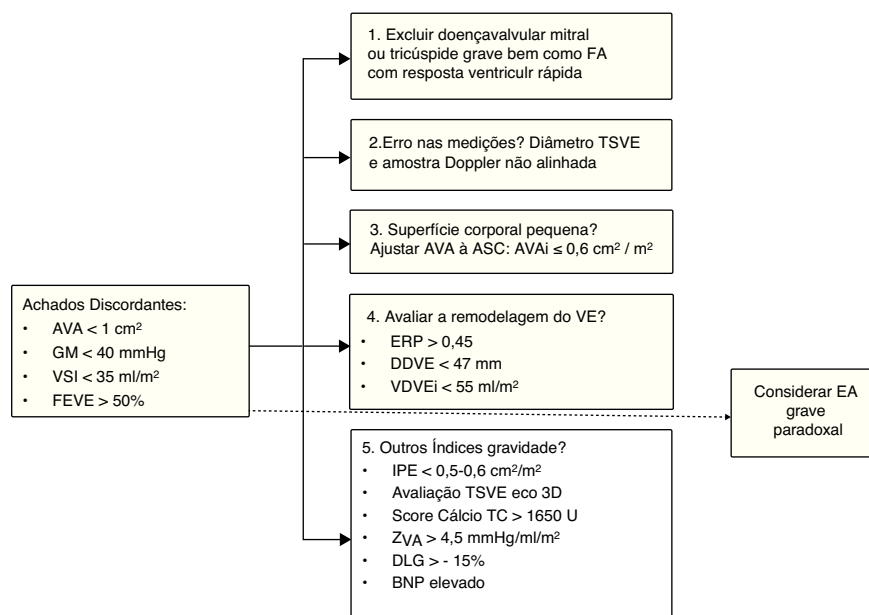 1. Excluir doençavalvular mitral
ou tricúspide grave bem como FA
com resposta ventriculr rápida
2.Erro nas medições? Diâmetro TSVE
e amostra Doppler não alinhada
3. Superfície corporal pequena?
Ajustar AVA à ASC: AVAi ≤ 0,6 cm² / m²
Achados Discordantes:
• AVA < 1 cm²
• GM < 40 mmHg
• VSI < 35 ml/m²
• FEVE > 50%
4. Avaliar a remodelagem do VE?
• ERP > 0,45
• DDVE < 47 mm
• VDVEi < 55 ml/m²
Considerar EA
grave
paradoxal
5. Outros Índices gravidade?
• IPE < 0,5-0,6 cm²/m²
• Avaliação TSVE eco 3D
• Score Cálcio TC > 1650 U
• ZVA > 4,5 mmHg/ml/m²
• DLG > - 15%
• BNP elevado